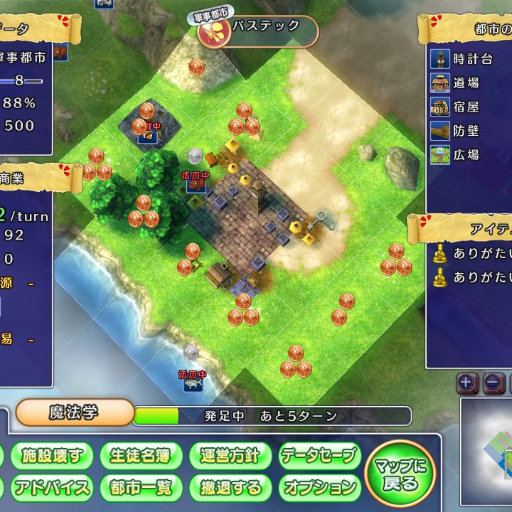 データ
軍事都市
8
88%
500
商業
2/turn
92
0
源 -
易 -
軍事都市
パステック
活用中
活用中
都市の
時計台
道場
宿屋
防壁
広場
アイテ
ありがたい
ありがたい
魔法学
発足中 あと5ターン
施設壊す
生徒名簿
運営方針
データセーブ
アドバイス
都市一覧
撤退する
オプション
マップに
戻る